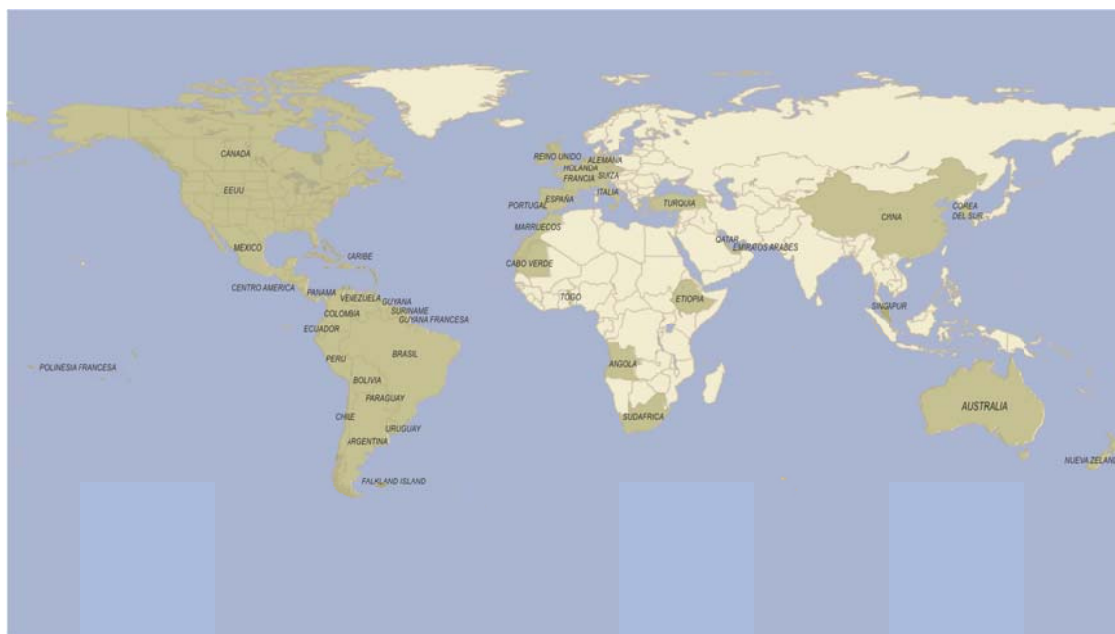 CANADA
EEUU
MEXICO
CARIBE
CENTRO AMERICA
PANAMA
VENEZUELA
GUYANA
SURINAME
GUYANA FRANCESA
COLOMBIA
ECUADOR
PERU
BRASIL
BOLIVIA
PARAGUAY
CHILE
URUGUAY
ARGENTINA
FALKLAND ISLAND
POLINESIA FRANCESA
REINO UNIDO
HOLANDA
ALEMANA
FRANCIA
SUIZA
ITALIA
ESPAÑA
PORTUGAL
TURQUIA
MARRUECOS
CABO VERDE
TOGO
ETIOPIA
ANGOLA
SUDAFRICA
QATAR
EMIRATOS ARABES
CHINA
COREA
DEL SUR
SINGAPUR
AUSTRALIA
NUEVA ZELAND